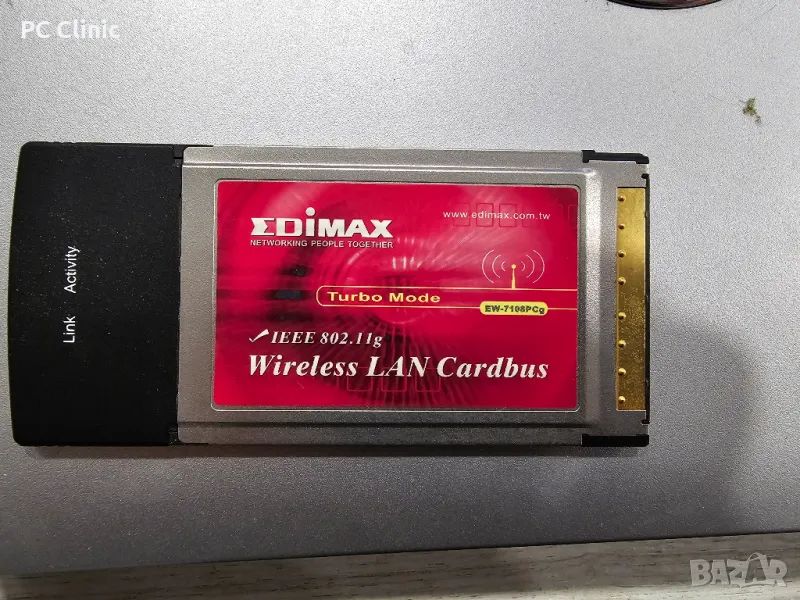 PC Clinic
EDiMAX
NETWORKING PEOPLE TOGETHER
www.edimax.com.tw
Turbo Mode
EW-7108PCg
IEEE 802.11g
Wireless LAN Cardbus
Link Activity
BAZAR